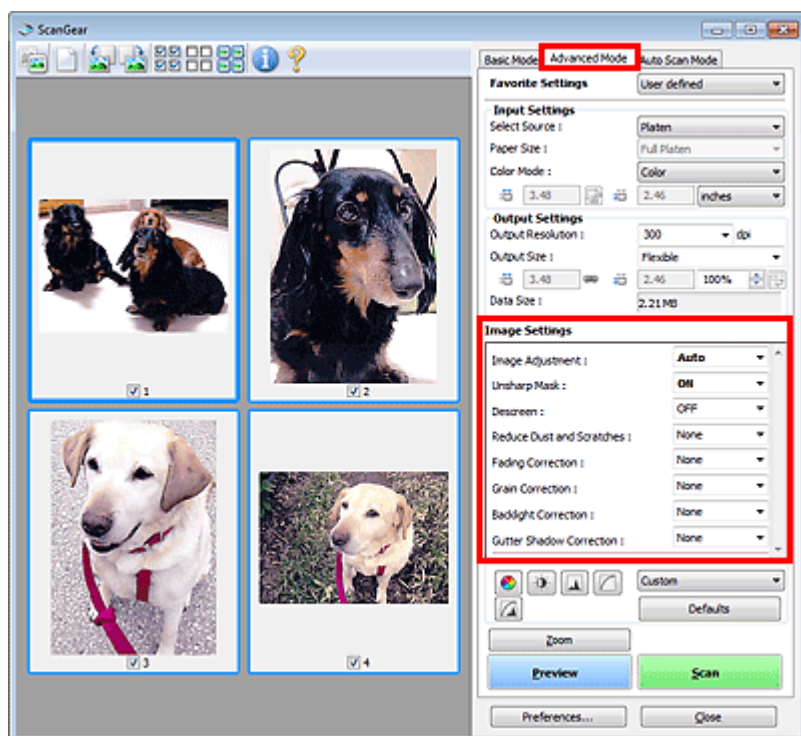 ScanGear
Basic Mode Advanced Mode Auto Scan Mode
Favorite Settings User defined
Input Settings
Select Source : Platen
Paper Size : Full Platen
Color Mode : Color
3.48 2.46 inches
Output Settings
Output Resolution : 300 dpi
Output Size : Flexible
3.48 2.46 100%
Data Size : 2.21 MB
Image Settings
Image Adjustment : Auto
Unsharp Mask : ON
Descreen : OFF
Reduce Dust and Scratches : None
Fading Correction : None
Grain Correction : None
Backlight Correction : None
Gutter Shadow Correction : None
Custom
Defaults
Zoom
Preview Scan
Preferences... Close
1
2
3
4